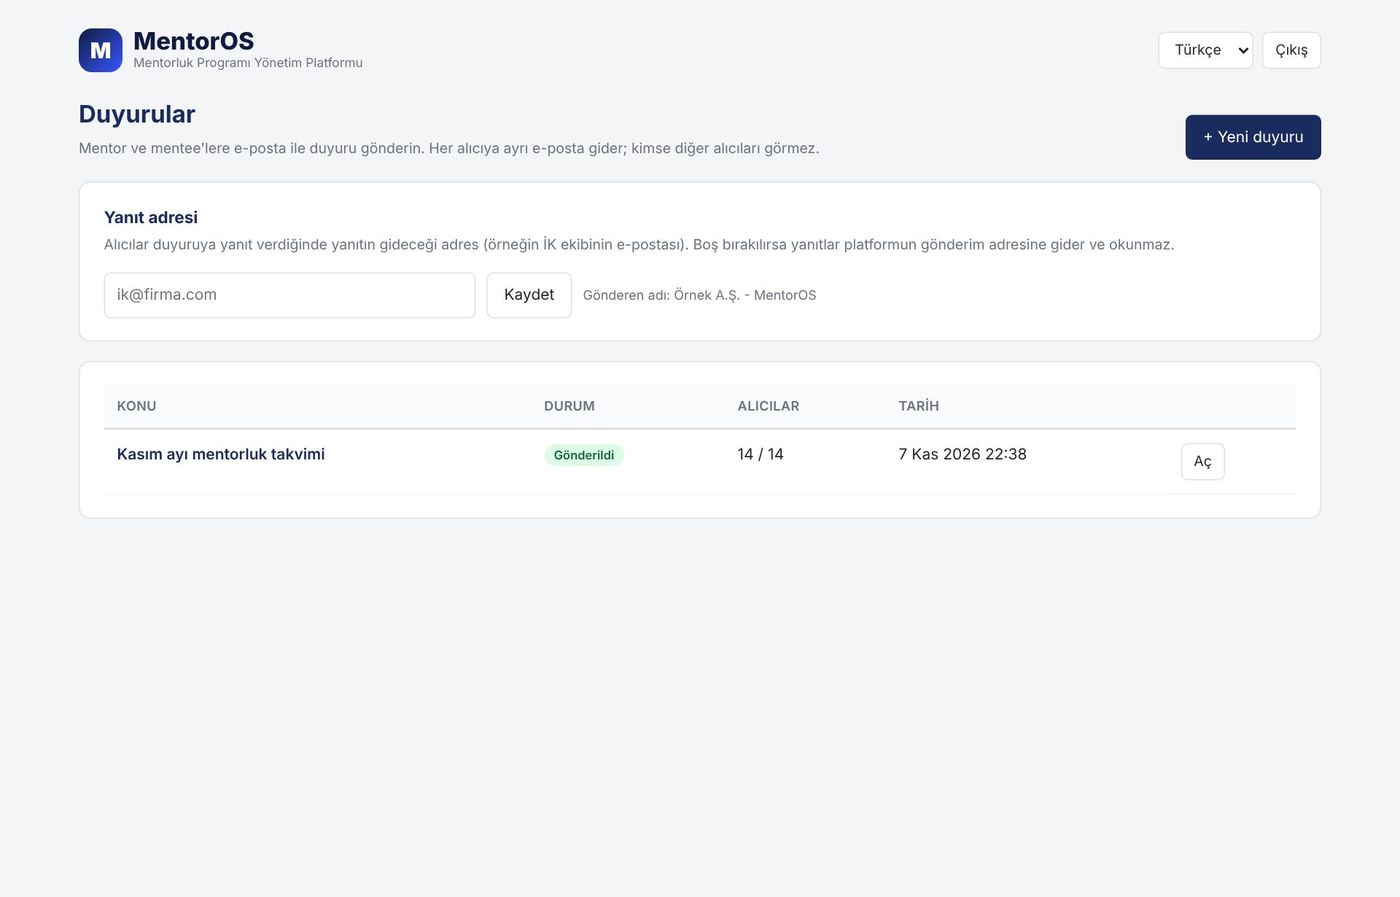 M
MentorOS
Mentorluk Programı Yönetim Platformu
Türkçe
Çıkış
Duyurular
Mentor ve mentee'lere e-posta ile duyuru gönderin. Her alıcıya ayrı e-posta gider; kimse diğer alıcıları görmez.
+ Yeni duyuru
Yanıt adresi
Alıcılar duyuruya yanıt verdiğinde yanıtın gideceği adres (örneğin İK ekibinin e-postası). Boş bırakılırsa yanıtlar platformun gönderim adresine gider ve okunmaz.
ik@firma.com
Kaydet
Gönderen adı: Örnek A.Ş. - MentorOS
KONU DURUM ALICILAR TARİH
Kasım ayı mentorluk takvimi Gönderildi 14 / 14 7 Kas 2026 22:38 Aç